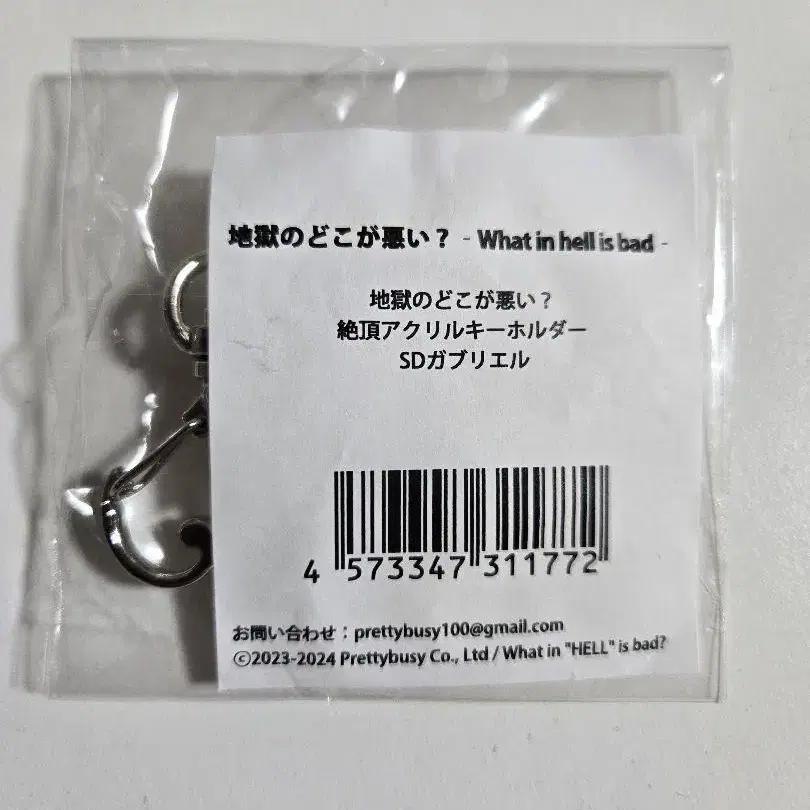 地獄のどこが悪い？ - What in hell is bad -
地獄のどこが悪い？
絶頂アクリルキーホルダー
SDガブリエル
4 573347 311772
お問い合わせ：prettybusy100@gmail.com
©2023-2024 Prettybusy Co., Ltd / What in "HELL" is bad?